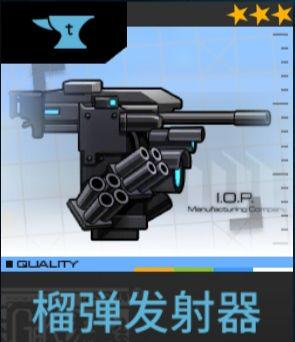 t
I.O.P.
Manufacturing Company
QUALITY
榴弹发射器